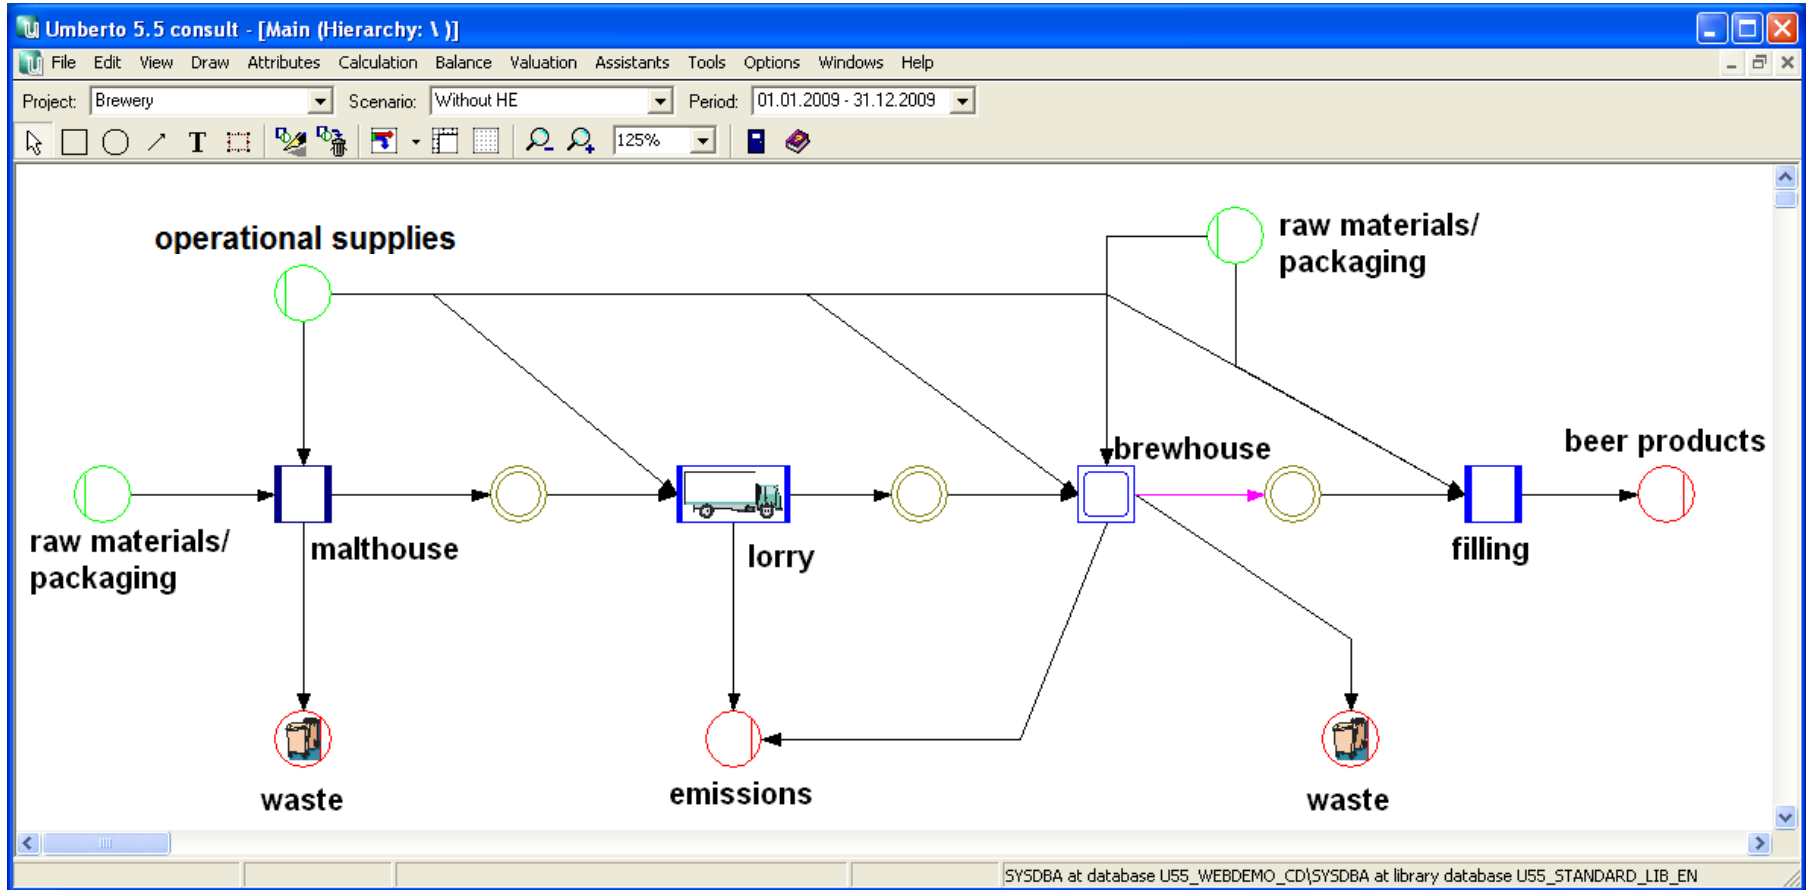 Umberto 5.5 consult - [Main (Hierarchy: \ )]
File Edit View Draw Attributes Calculation Balance Valuation Assistants Tools Options Windows Help
Project: Brewery Scenario: Without HE Period: 01.01.2009 - 31.12.2009
T 125%
operational supplies
raw materials/
packaging
brewhouse
beer products
raw materials/
packaging
malthouse
lorry
filling
waste
emissions
waste
SYSDBA at database U55_WEBDEMO_CD\SYSDBA at library database U55_STANDARD_LIB_EN